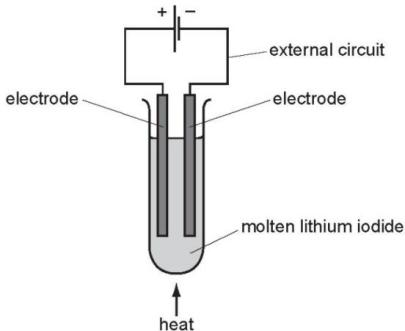 + −
external circuit
electrode
electrode
molten lithium iodide
heat